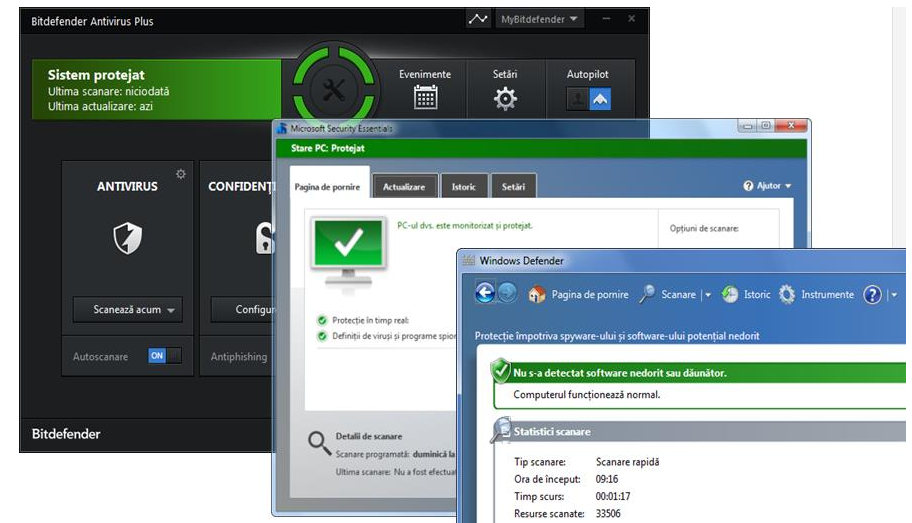 Bitdefender Antivirus Plus
MyBitdefender
Sistem protejat
Ultima scanare: niciodată
Ultima actualizare: azi
Evenimente
Setări
Autopilot
ANTIVIRUS
Scanează acum
Autoscanare ON
Antiphishing
Bitdefender
Microsoft Security Essentials
Stare PC: Protejat
Pagina de pornire
Actualizare
Istoric
Setări
Ajutor
PC-ul dvs. este monitorizat și protejat.
Opțiuni de scanare:
Protecție în timp real:
Definiții de viruși și programe
Detalii de scanare
Scanare programată: duminică la
Ultima scanare: Nu a fost
Windows Defender
Pagina de pornire
Scanare
Istoric
Instrumente
Protecție împotriva spyware-ului și software-ului potențial nedorit
Nu s-a detectat software nedorit sau dăunător.
Computerul funcționează normal.
Statistici scanare
Tip scanare: Scanare rapidă
Ora de început: 09:16
Timp scurs: 00:01:17
Resurse scanate: 33506